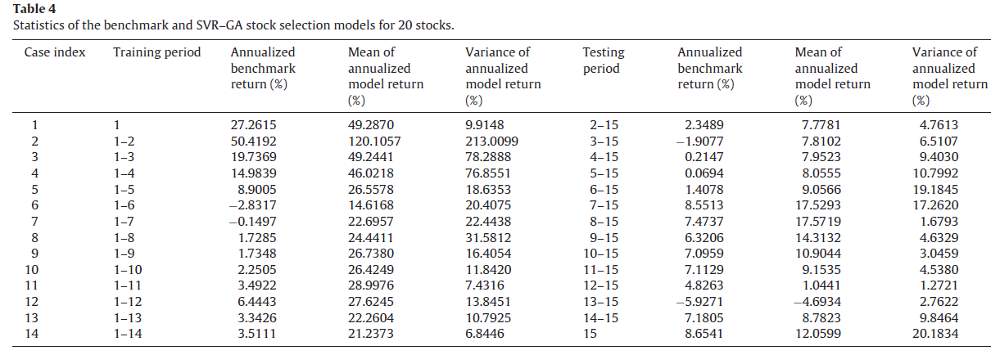 Table 4
Statistics of the benchmark and SVR–GA stock selection models for 20 stocks.
Case index Training period Annualized benchmark return (%) Mean of annualized model return (%) Variance of annualized model return (%) Testing period Annualized benchmark return (%) Mean of annualized model return (%) Variance of annualized model return (%)
1 1 27.2615 49.2870 9.9148 2–15 2.3489 7.7781 4.7613
2 1–2 50.4192 120.1057 213.0099 3–15 −1.9077 7.8102 6.5107
3 1–3 19.7369 49.2441 78.2888 4–15 0.2147 7.9523 9.4030
4 1–4 14.9839 46.0218 76.8551 5–15 0.0694 8.0555 10.7992
5 1–5 8.9005 26.5578 18.6353 6–15 1.4078 9.0566 19.1845
6 1–6 −2.8317 14.6168 20.4075 7–15 8.5513 17.5293 17.2620
7 1–7 −0.1497 22.6957 22.4438 8–15 7.4737 17.5719 1.6793
8 1–8 1.7285 24.4411 31.5812 9–15 6.3206 14.3132 4.6329
9 1–9 1.7348 26.7380 16.4054 10–15 7.0959 10.9044 3.0459
10 1–10 2.2505 26.4249 11.8420 11–15 7.1129 9.1535 4.5380
11 1–11 3.4922 28.9976 7.4316 12–15 4.8263 1.0441 1.2721
12 1–12 6.4443 27.6245 13.8451 13–15 −5.9271 −4.6934 2.7622
13 1–13 3.3426 22.2604 10.7925 14–15 7.1805 8.7823 9.8464
14 1–14 3.5111 21.2373 6.8446 15 8.6541 12.0599 20.1834